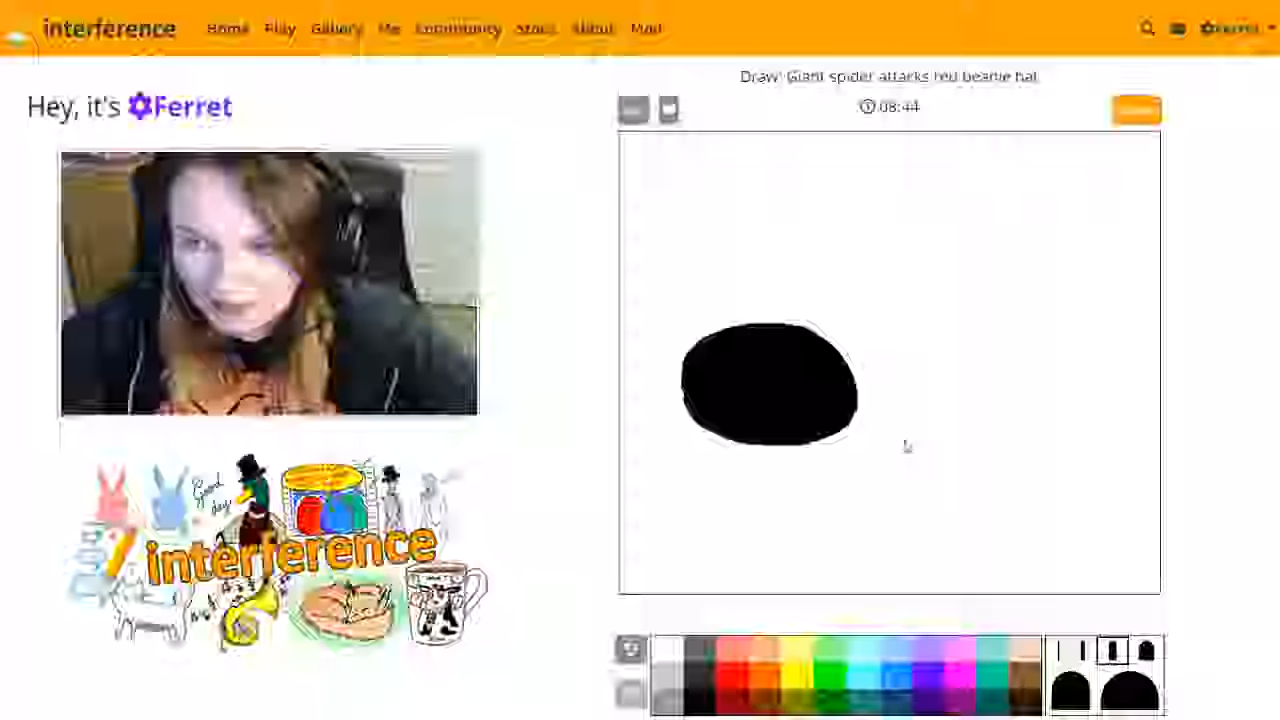 interference
Home Play Gallery Me Community Stats About Mod
Ferret
Hey, it's Ferret
Draw: Giant spider attacks red beanie hat
08:44
Good
day.
interference